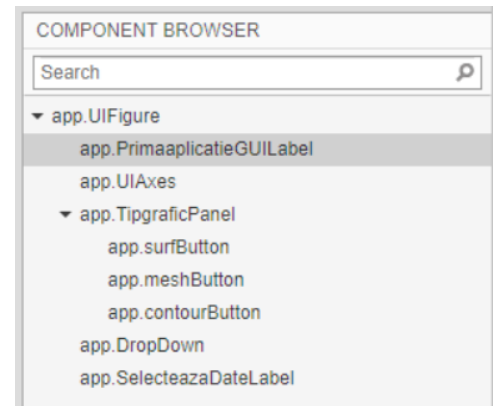 COMPONENT BROWSER
Search
app.UIFigure
app.PrimaaplicatieGUILabel
app.UIAxes
app.TipgraficPanel
app.surfButton
app.meshButton
app.contourButton
app.DropDown
app.SelecteazaDateLabel